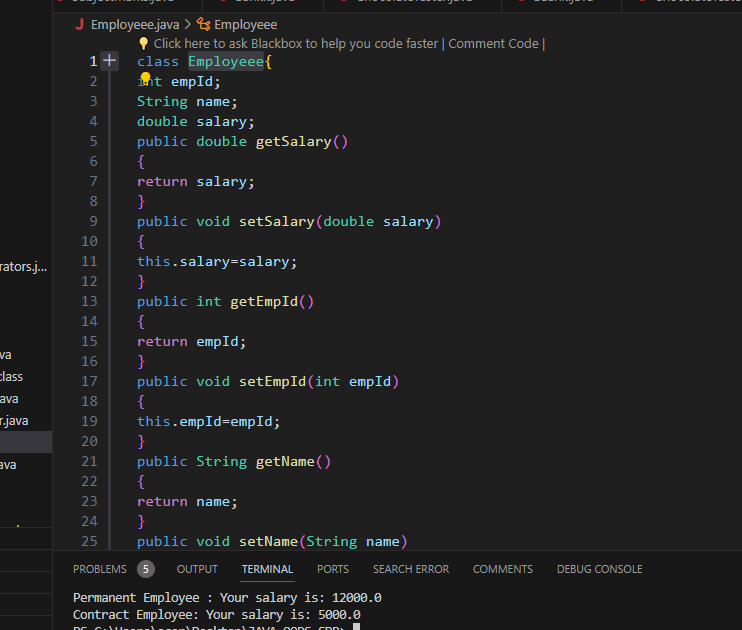 Employeee.java > Employeee
Click here to ask Blackbox to help you code faster | Comment Code |
1 class Employeee{
2 int empId;
3 String name;
4 double salary;
5 public double getSalary()
6 {
7 return salary;
8 }
9 public void setSalary(double salary)
10 {
11 this.salary=salary;
12 }
13 public int getEmpId()
14 {
15 return empId;
16 }
17 public void setEmpId(int empId)
18 {
19 this.empId=empId;
20 }
21 public String getName()
22 {
23 return name;
24 }
25 public void setName(String name)
rators.j...
va
class
ava
r.java
ava
PROBLEMS 5 OUTPUT TERMINAL PORTS SEARCH ERROR COMMENTS DEBUG CONSOLE
Permanent Employee : Your salary is: 12000.0
Contract Employee: Your salary is: 5000.0